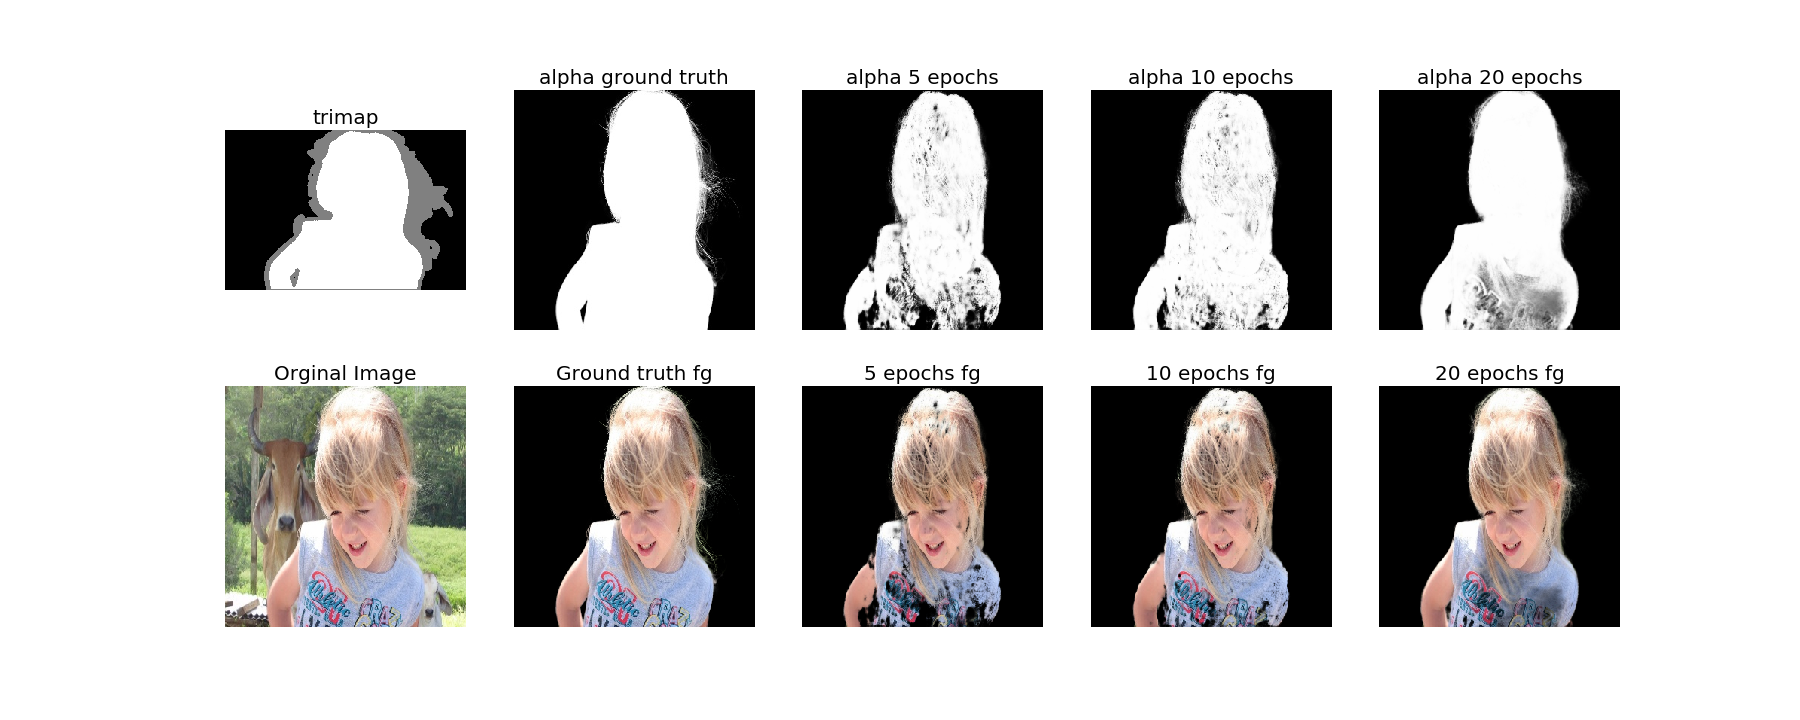 alpha ground truth
alpha 5 epochs
alpha 10 epochs
alpha 20 epochs
trimap
Orginal Image
Ground truth fg
5 epochs fg
10 epochs fg
20 epochs fg